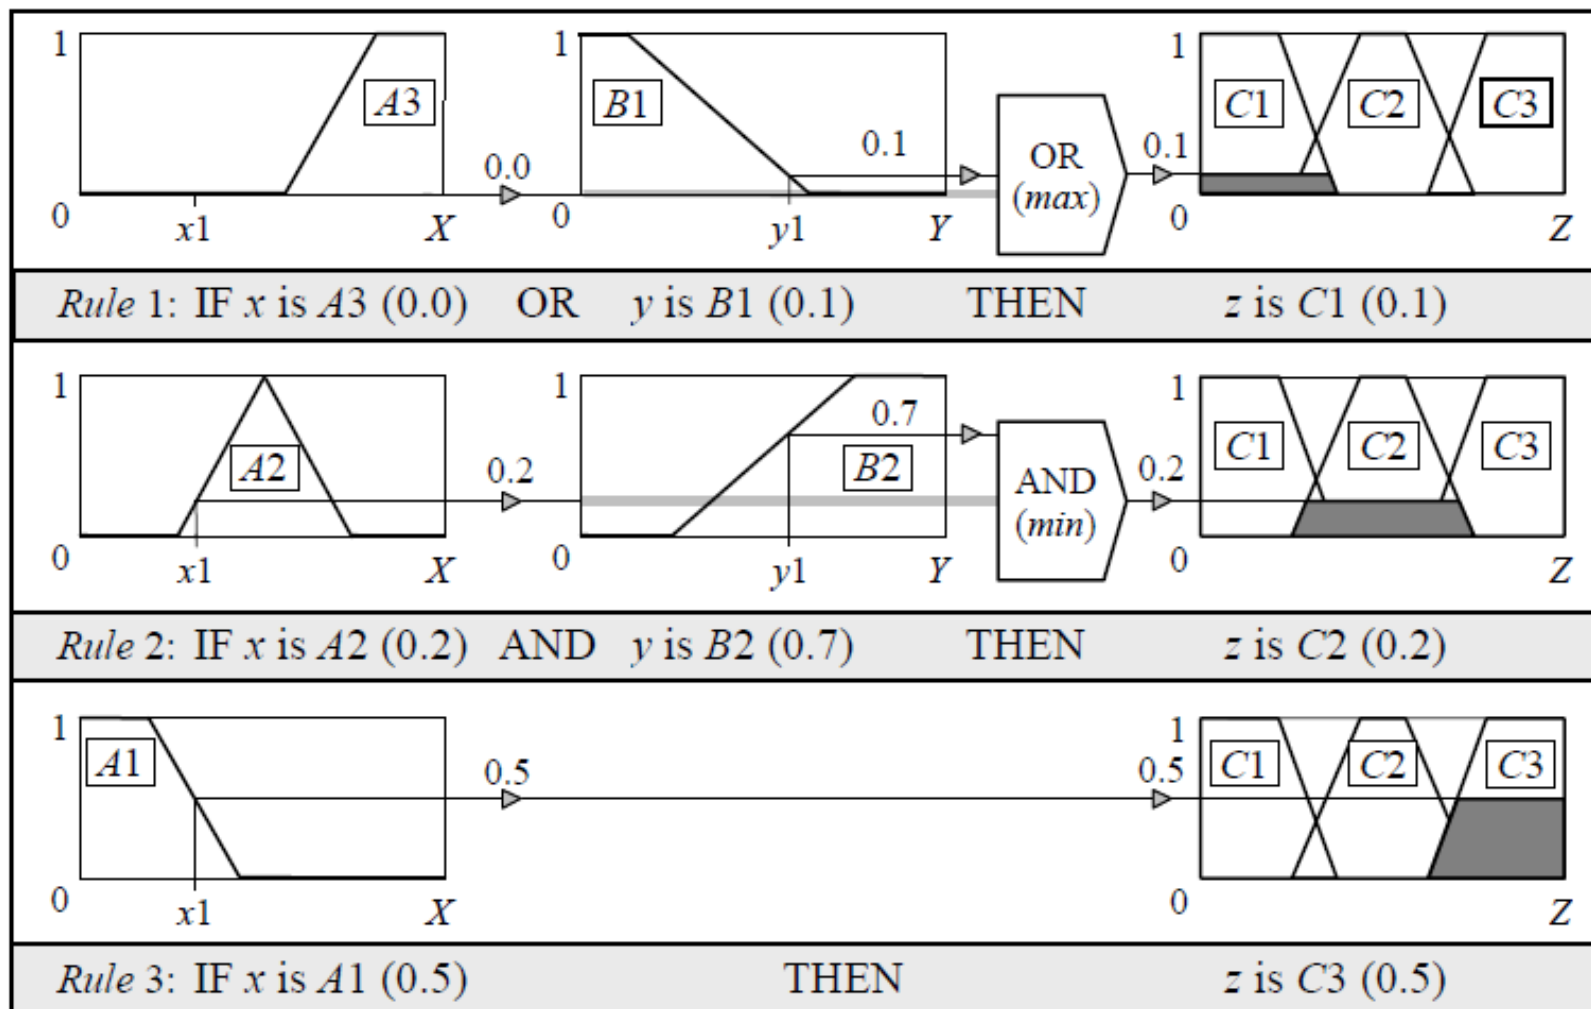 1 A3 0.0 0 x1 X
1 B1 0.1 0 y1 Y
OR
(max)
0.1 1 C1 C2 C3 0 Z
Rule 1: IF x is A3 (0.0) OR y is B1 (0.1) THEN z is C1 (0.1)
1 A2 0.2 0 x1 X
1 0.7 B2 0 y1 Y
AND
(min)
0.2 1 C1 C2 C3 0 Z
Rule 2: IF x is A2 (0.2) AND y is B2 (0.7) THEN z is C2 (0.2)
1 A1 0.5 0 x1 X
1 0.5 C1 C2 C3 0 Z
Rule 3: IF x is A1 (0.5) THEN z is C3 (0.5)